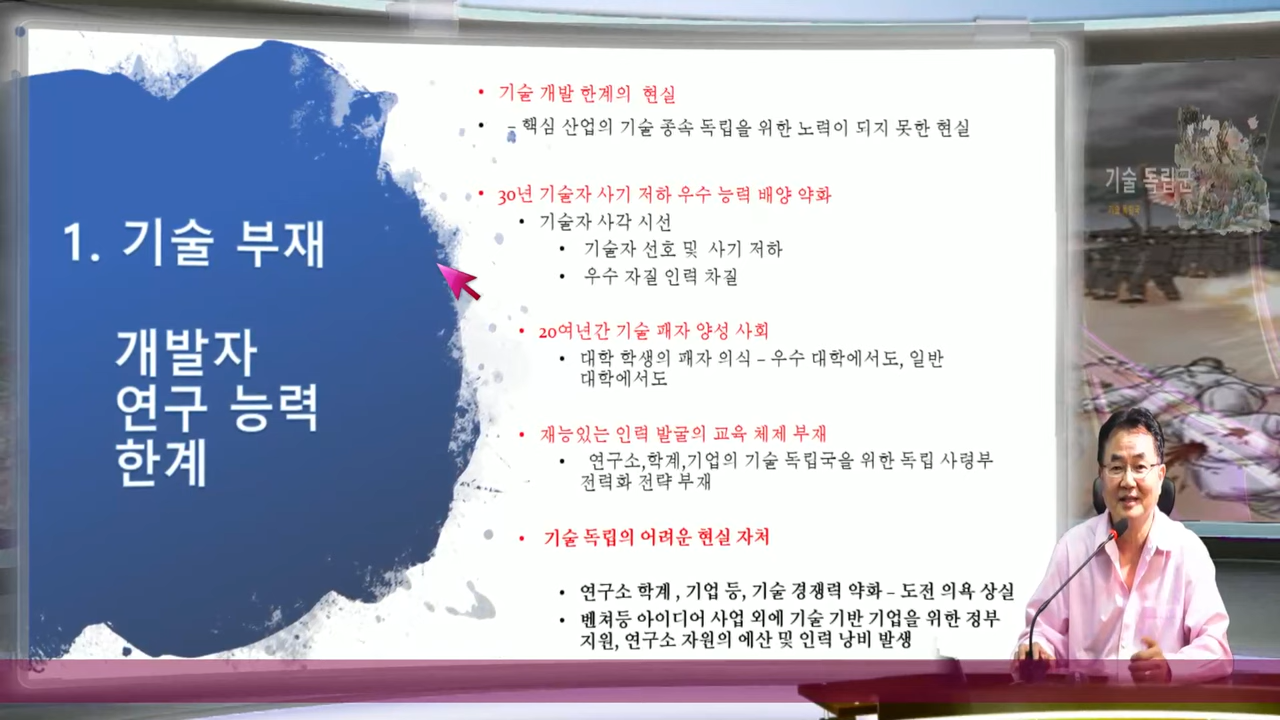 1. 기술 부재
개발자
연구 능력
한계
• 기술 개발 한계의 현실
• – 핵심 산업의 기술 종속 독립을 위한 노력이 되지 못한 현실
• 30년 기술자 사기 저하 우수 능력 배양 약화
• 기술자 사각 시선
• 기술자 선호 및 사기 저하
• 우수 자질 인력 차질
• 20여년간 기술 패자 양성 사회
• 대학 학생의 패자 의식 – 우수 대학에서도, 일반
대학에서도
• 재능있는 인력 발굴의 교육 체제 부재
• 연구소,학계,기업의 기술 독립국을 위한 독립 사령부
전력화 전략 부재
• 기술 독립의 어려운 현실 자처
• 연구소 학계 , 기업 등, 기술 경쟁력 약화 – 도전 의욕 상실
• 벤쳐등 아이디어 사업 외에 기술 기반 기업을 위한 정부
지원, 연구소 자원의 예산 및 인력 낭비 발생
기술 독립군